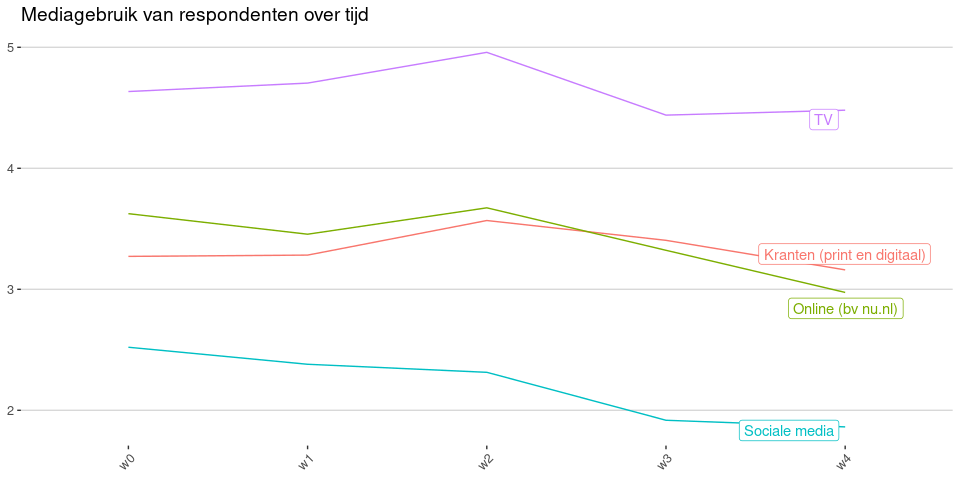 Mediagebruik van respondenten over tijd
5
4
3
2
TV
Kranten (print en digitaal)
Online (bv nu.nl)
Sociale media
w0
w1
w2
w3
w4